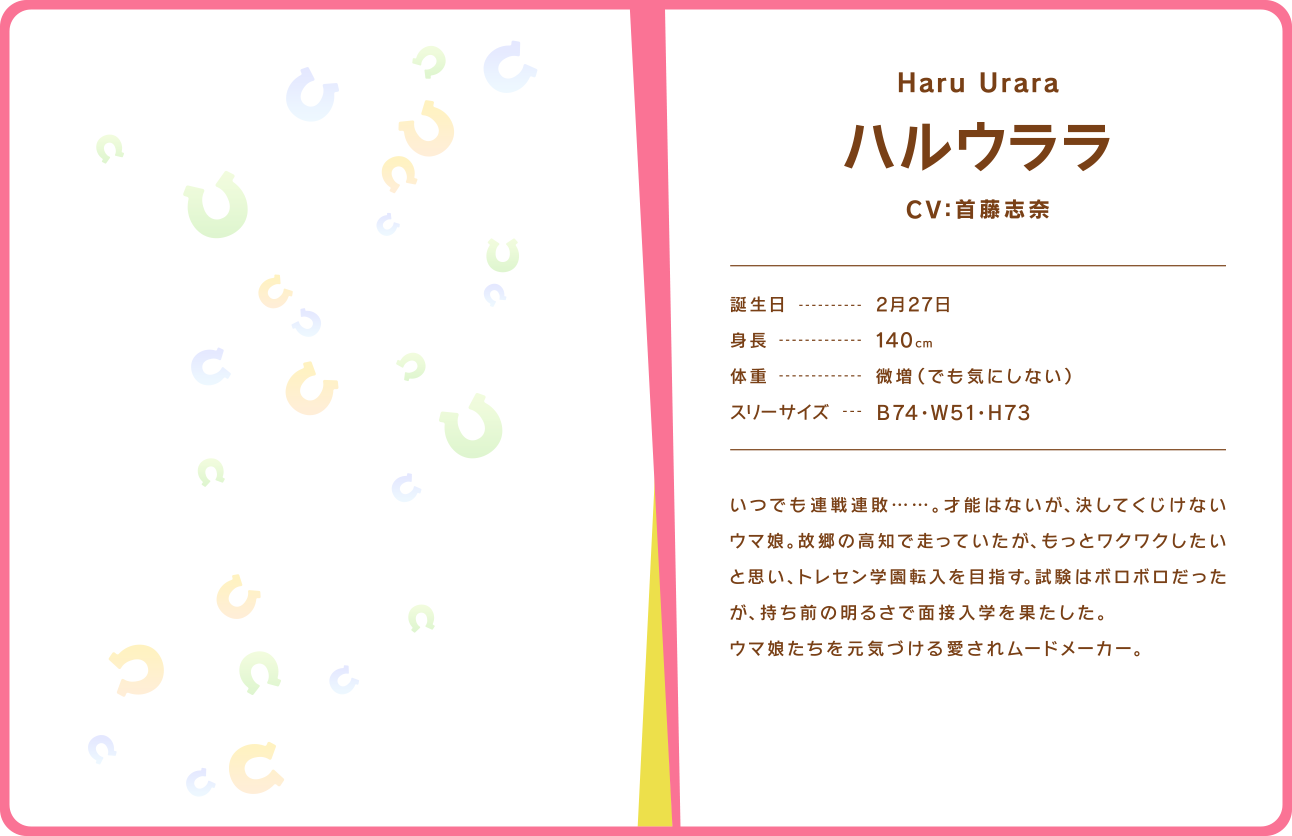 Haru Urara
ハルウララ
CV:首藤志奈
誕生日 ---------- 2月27日
身長 ------------- 140cm
体重 ------------- 微増(でも気にしない)
スリーサイズ --- B74・W51・H73
いつでも連戦連敗……。才能はないが、決してくじけない
ウマ娘。故郷の高知で走っていたが、もっとワクワクしたい
と思い、トレセン学園転入を目指す。試験はボロボロだった
が、持ち前の明るさで面接入学を果たした。
ウマ娘たちを元気づける愛されムードメーカー。